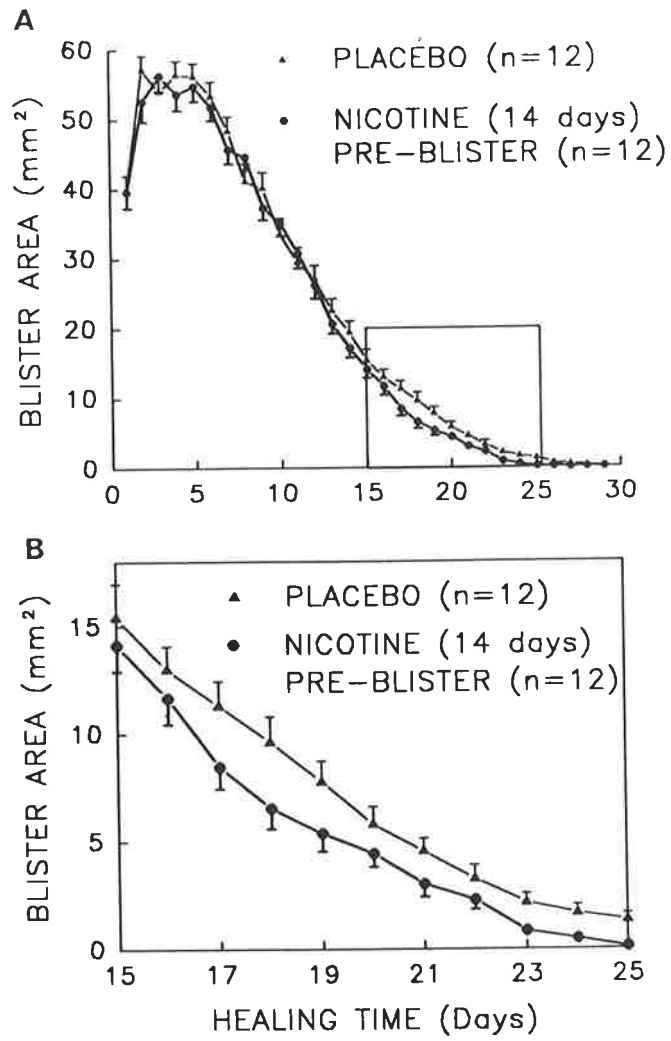 A
BLISTER AREA (mm²)
60
50
40
30
20
10
0
0 5 10 15 20 25 30
PLACEBO (n=12)
NICOTINE (14 days)
PRE-BLISTER (n=12)
B
BLISTER AREA (mm²)
15
10
5
0
15 17 19 21 23 25
PLACEBO (n=12)
NICOTINE (14 days)
PRE-BLISTER (n=12)
HEALING TIME (Days)